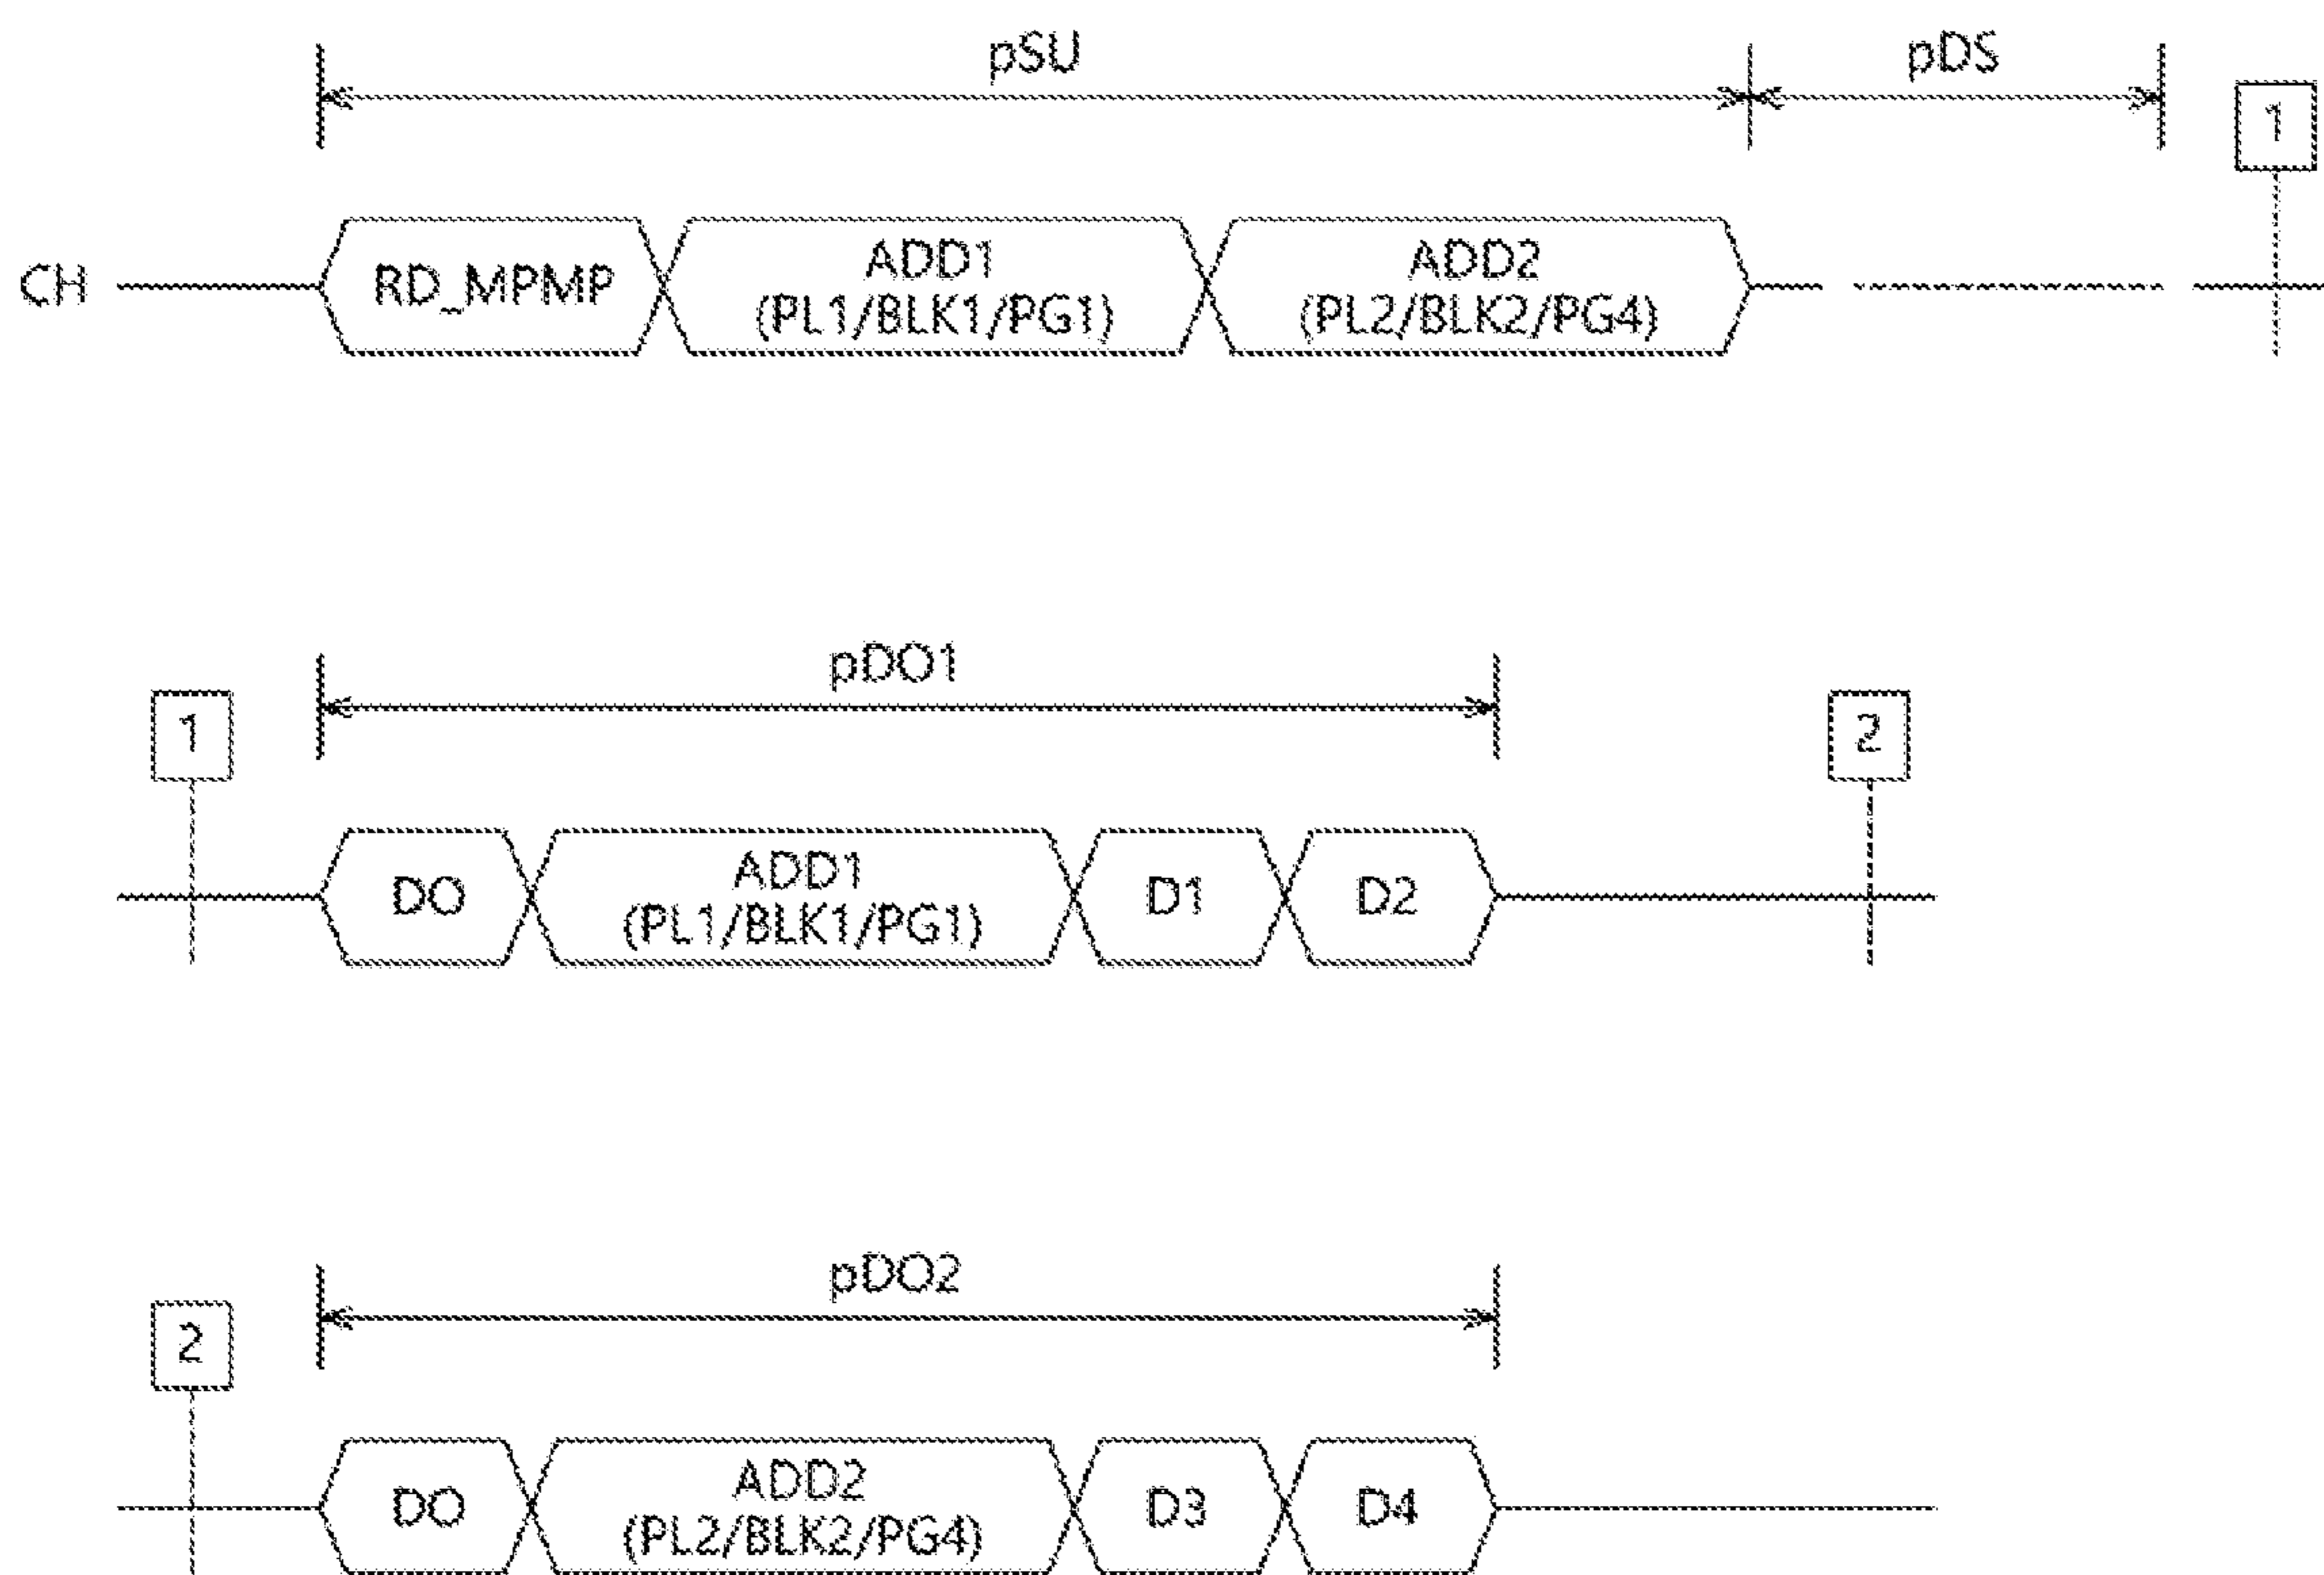 pSU
pDS
1
CH
RD_MPMP
ADD1
(PL1/BLK1/PG1)
ADD2
(PL2/BLK2/PG4)
pDO1
1
2
DO
ADD1
(PL1/BLK1/PG1)
D1
D2
pDO2
2
DO
ADD2
(PL2/BLK2/PG4)
D3
D4